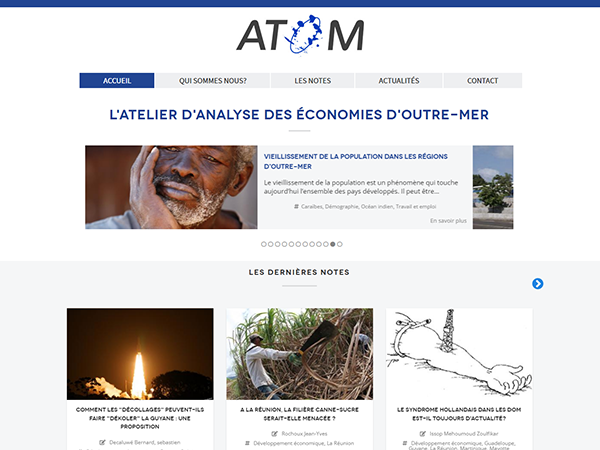 ATOM
ACCUEIL
QUI SOMMES NOUS?
LES NOTES
ACTUALITÉS
CONTACT
L'ATELIER D'ANALYSE DES ÉCONOMIES D'OUTRE-MER
VIEILLISSEMENT DE LA POPULATION DANS LES RÉGIONS
D'OUTRE-MER
Le vieillissement de la population est un phénomène qui touche
aujourd'hui l'ensemble des pays développés. Il peut être...
# Caraïbes, Démographie, Océan indien, Travail et emploi
En savoir plus
LES DERNIÈRES NOTES
COMMENT LES "DÉCOLLAGES" PEUVENT-ILS
FAIRE "DÉKOLER" LA GUYANE : UNE
PROPOSITION
Decaluwé Bernard, sebastien
A LA RÉUNION, LA FILIÈRE CANNE-SUCRE
SERAIT-ELLE MENACÉE ?
Rochoux Jean-Yves
# Développement économique, La Réunion
LE SYNDROME HOLLANDAIS DANS LES DOM
EST-IL TOUJOURS D'ACTUALITÉ?
Issop Mahoumoud Zoulfikar
# Développement économique, Guadeloupe,
Guyane, La Réunion, Martinique, Mayotte